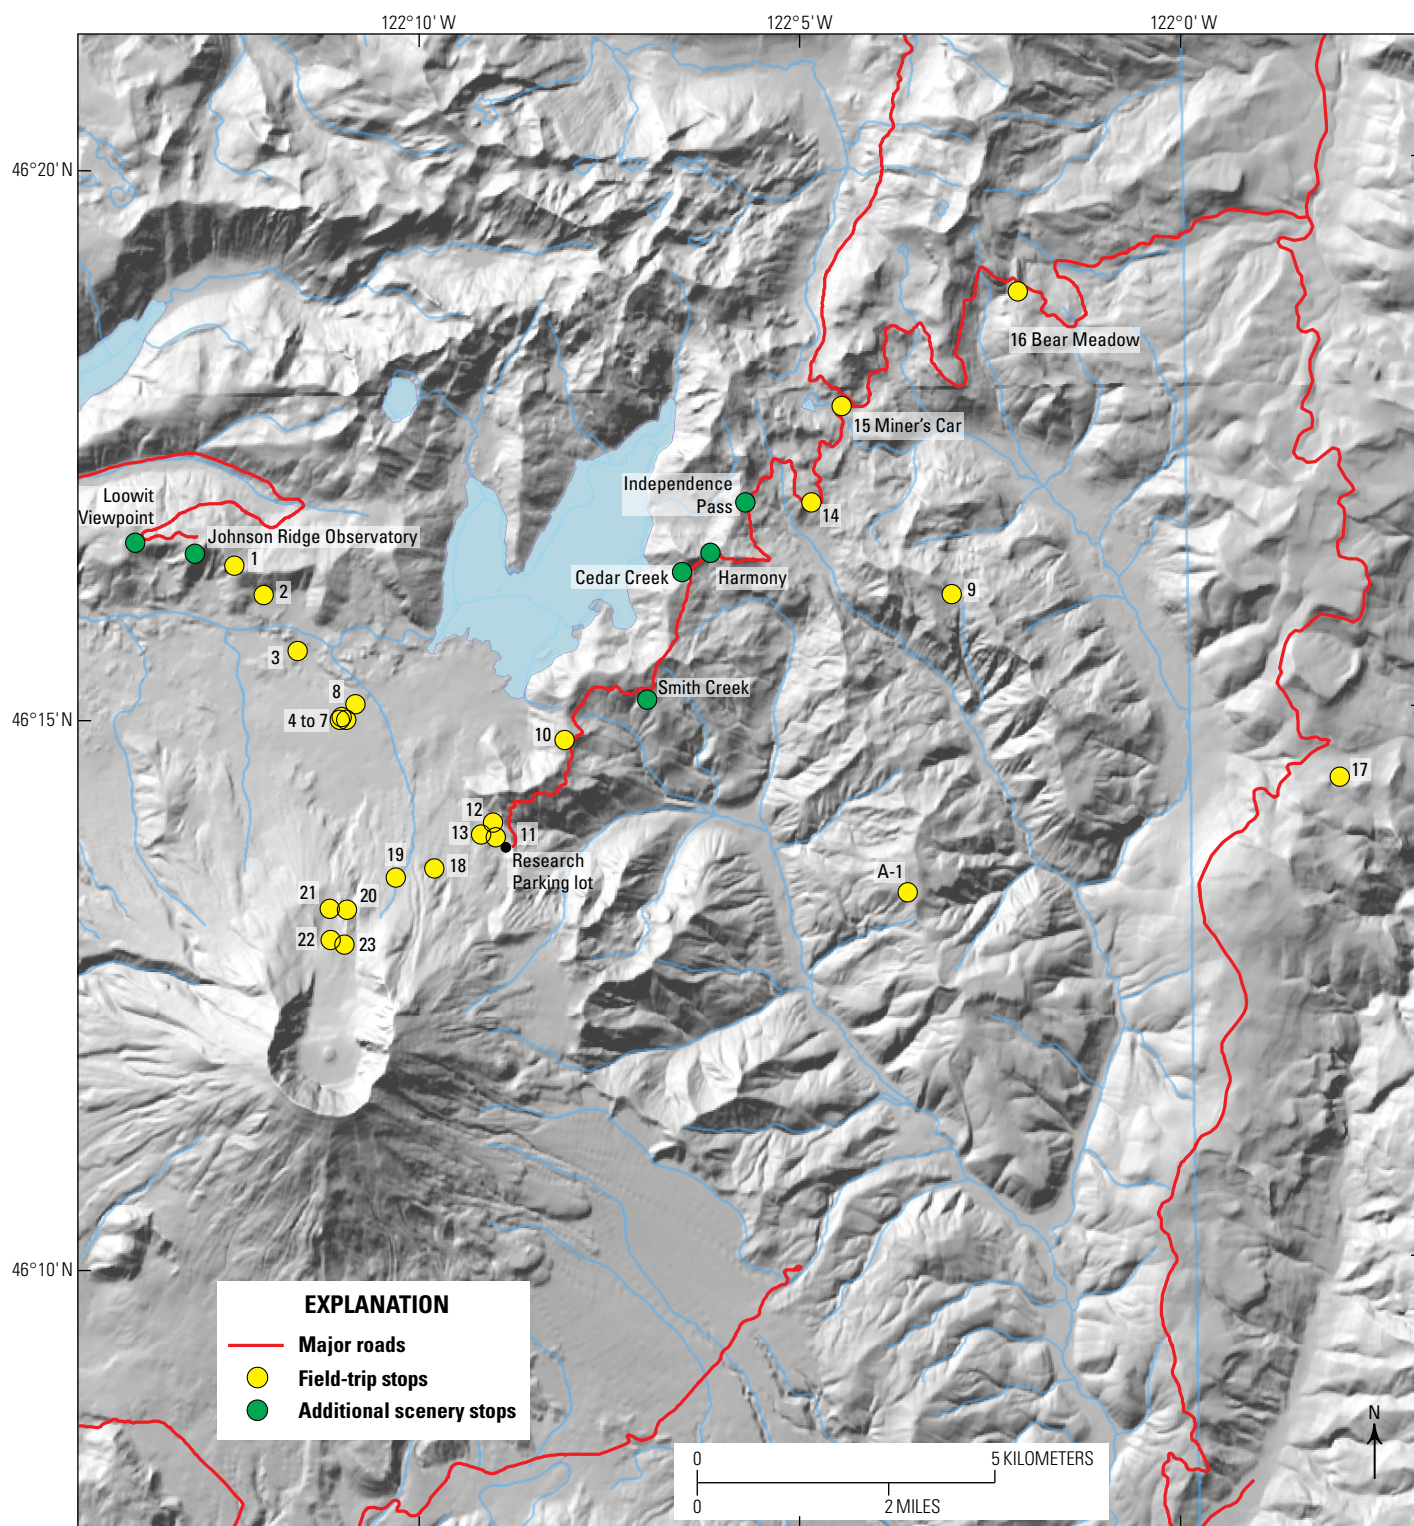 122°10' W
122°5' W
122°0' W
46°20' N
16 Bear Meadow
15 Miner's Car
Independence
Pass
14
Loowit
Viewpoint
Johnson Ridge Observatory
1
Cedar Creek
Harmony
2
9
3
Smith Creek
8
4 to 7
46°15' N
10
17
12
13
11
Research
Parking lot
18
19
A-1
21
20
22
23
46°10' N
EXPLANATION
Major roads
Field-trip stops
Additional scenery stops
N
0
5 KILOMETERS
0
2 MILES